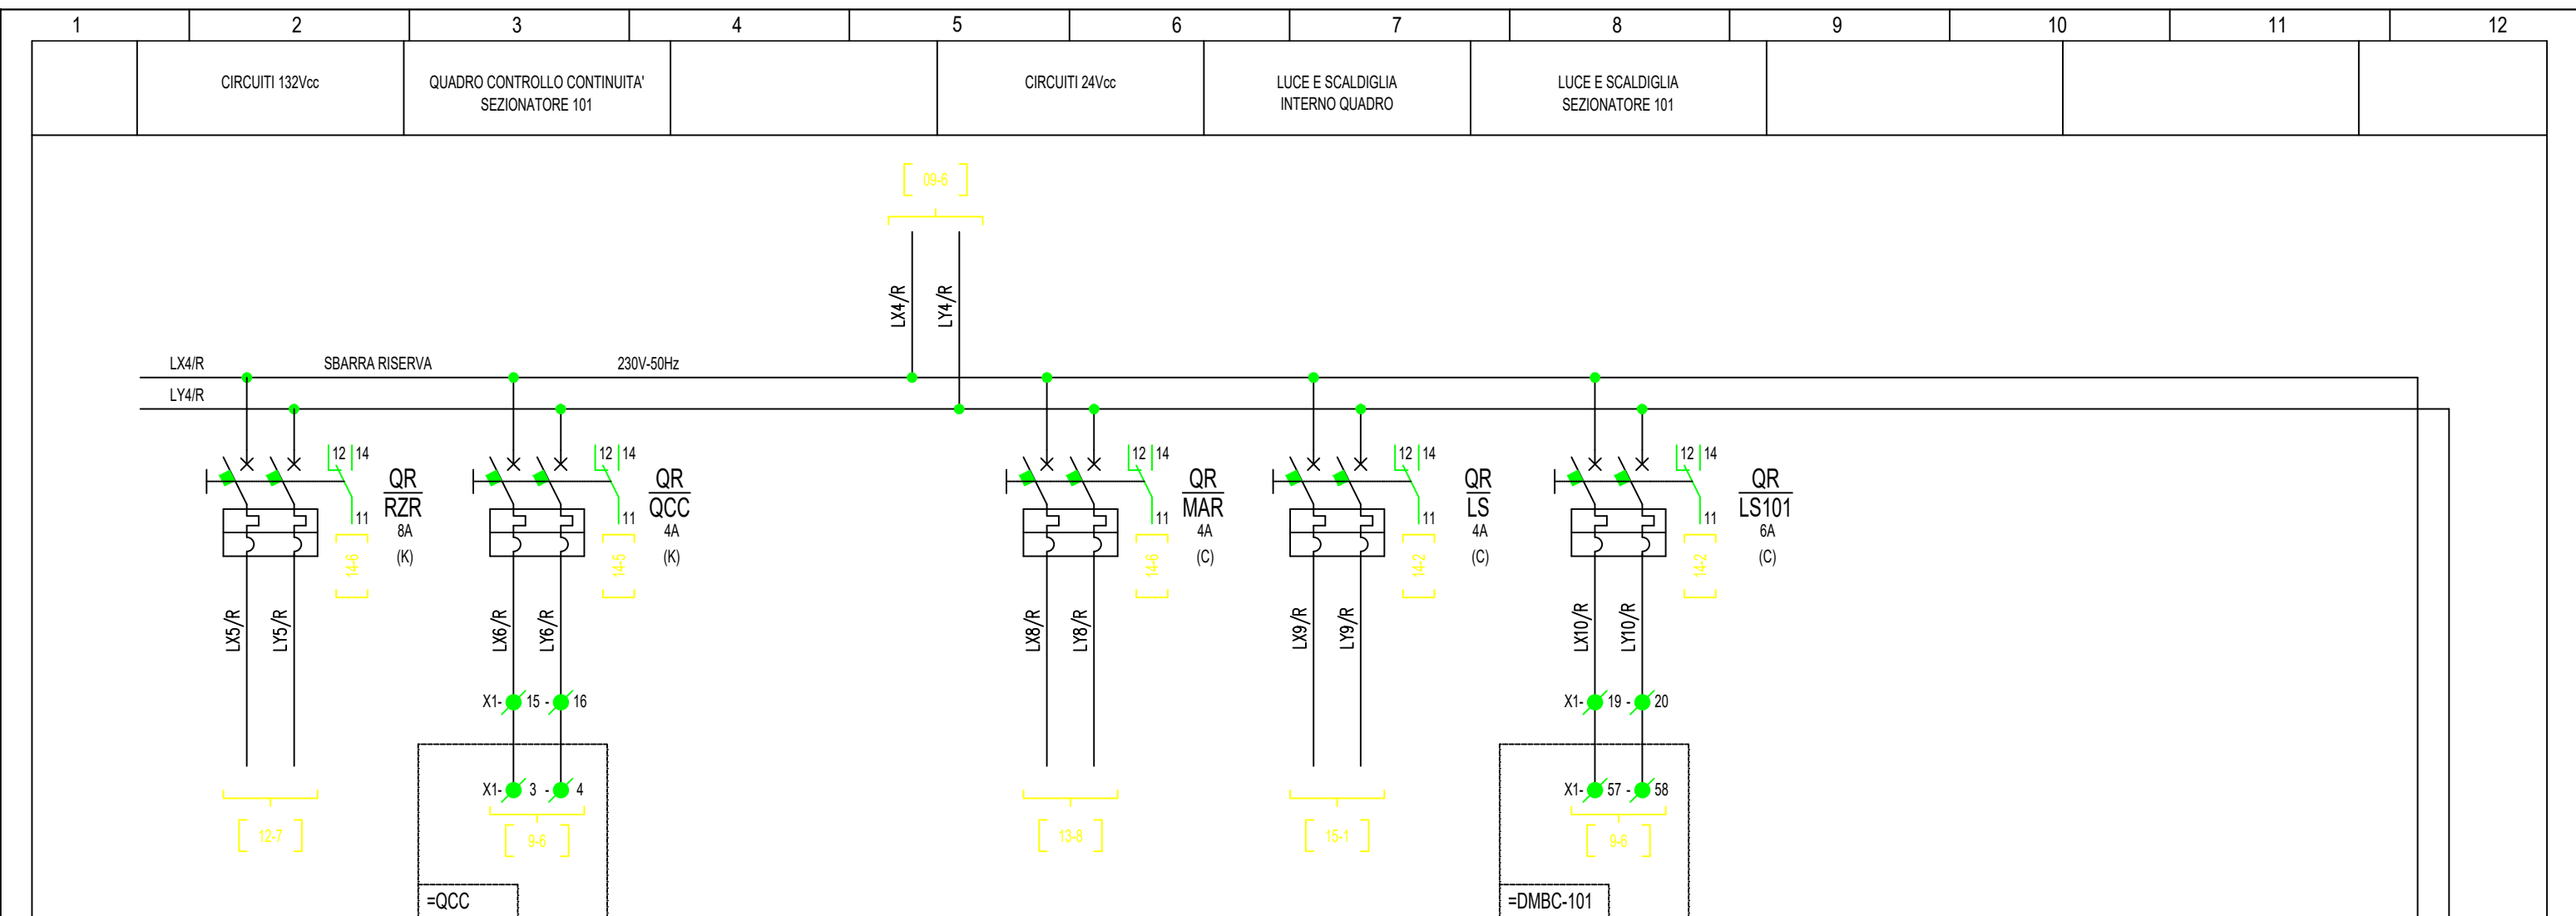 1 2 3 4 5 6 7 8 9 10 11 12
CIRCUITI 132Vcc
QUADRO CONTROLLO CONTINUITA'
SEZIONATORE 101
CIRCUITI 24Vcc
LUCE E SCALDIGLIA
INTERNO QUADRO
LUCE E SCALDIGLIA
SEZIONATORE 101
09-6
LX4/R
LY4/R
LX4/R SBARRA RISERVA 230V-50Hz
LY4/R
12 14
11
QR
RZR
8A
(K)
14-6
LX5/R
LY5/R
12-7
12 14
11
QR
QCC
4A
(K)
14-5
LX6/R
LY6/R
X1- 15 - 16
X1- 3 - 4
9-6
=QCC
12 14
11
QR
MAR
4A
(C)
14-6
LX8/R
LY8/R
13-8
12 14
11
QR
LS
4A
(C)
14-2
LX9/R
LY9/R
15-1
12 14
11
QR
LS101
6A
(C)
14-2
LX10/R
LY10/R
X1- 19 - 20
X1- 57 - 58
9-6
=DMBC-101